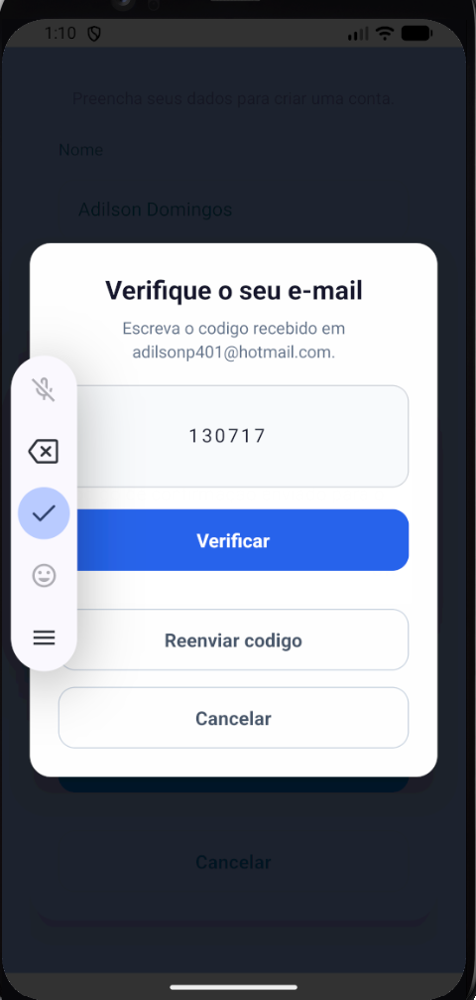 1:10
Preencha seus dados para criar uma conta.
Nome
Adilson Domingos
Verifique o seu e-mail
Escreva o codigo recebido em
adilsonp401@hotmail.com.
130717
Verificar
Reenviar codigo
Cancelar
Cancelar